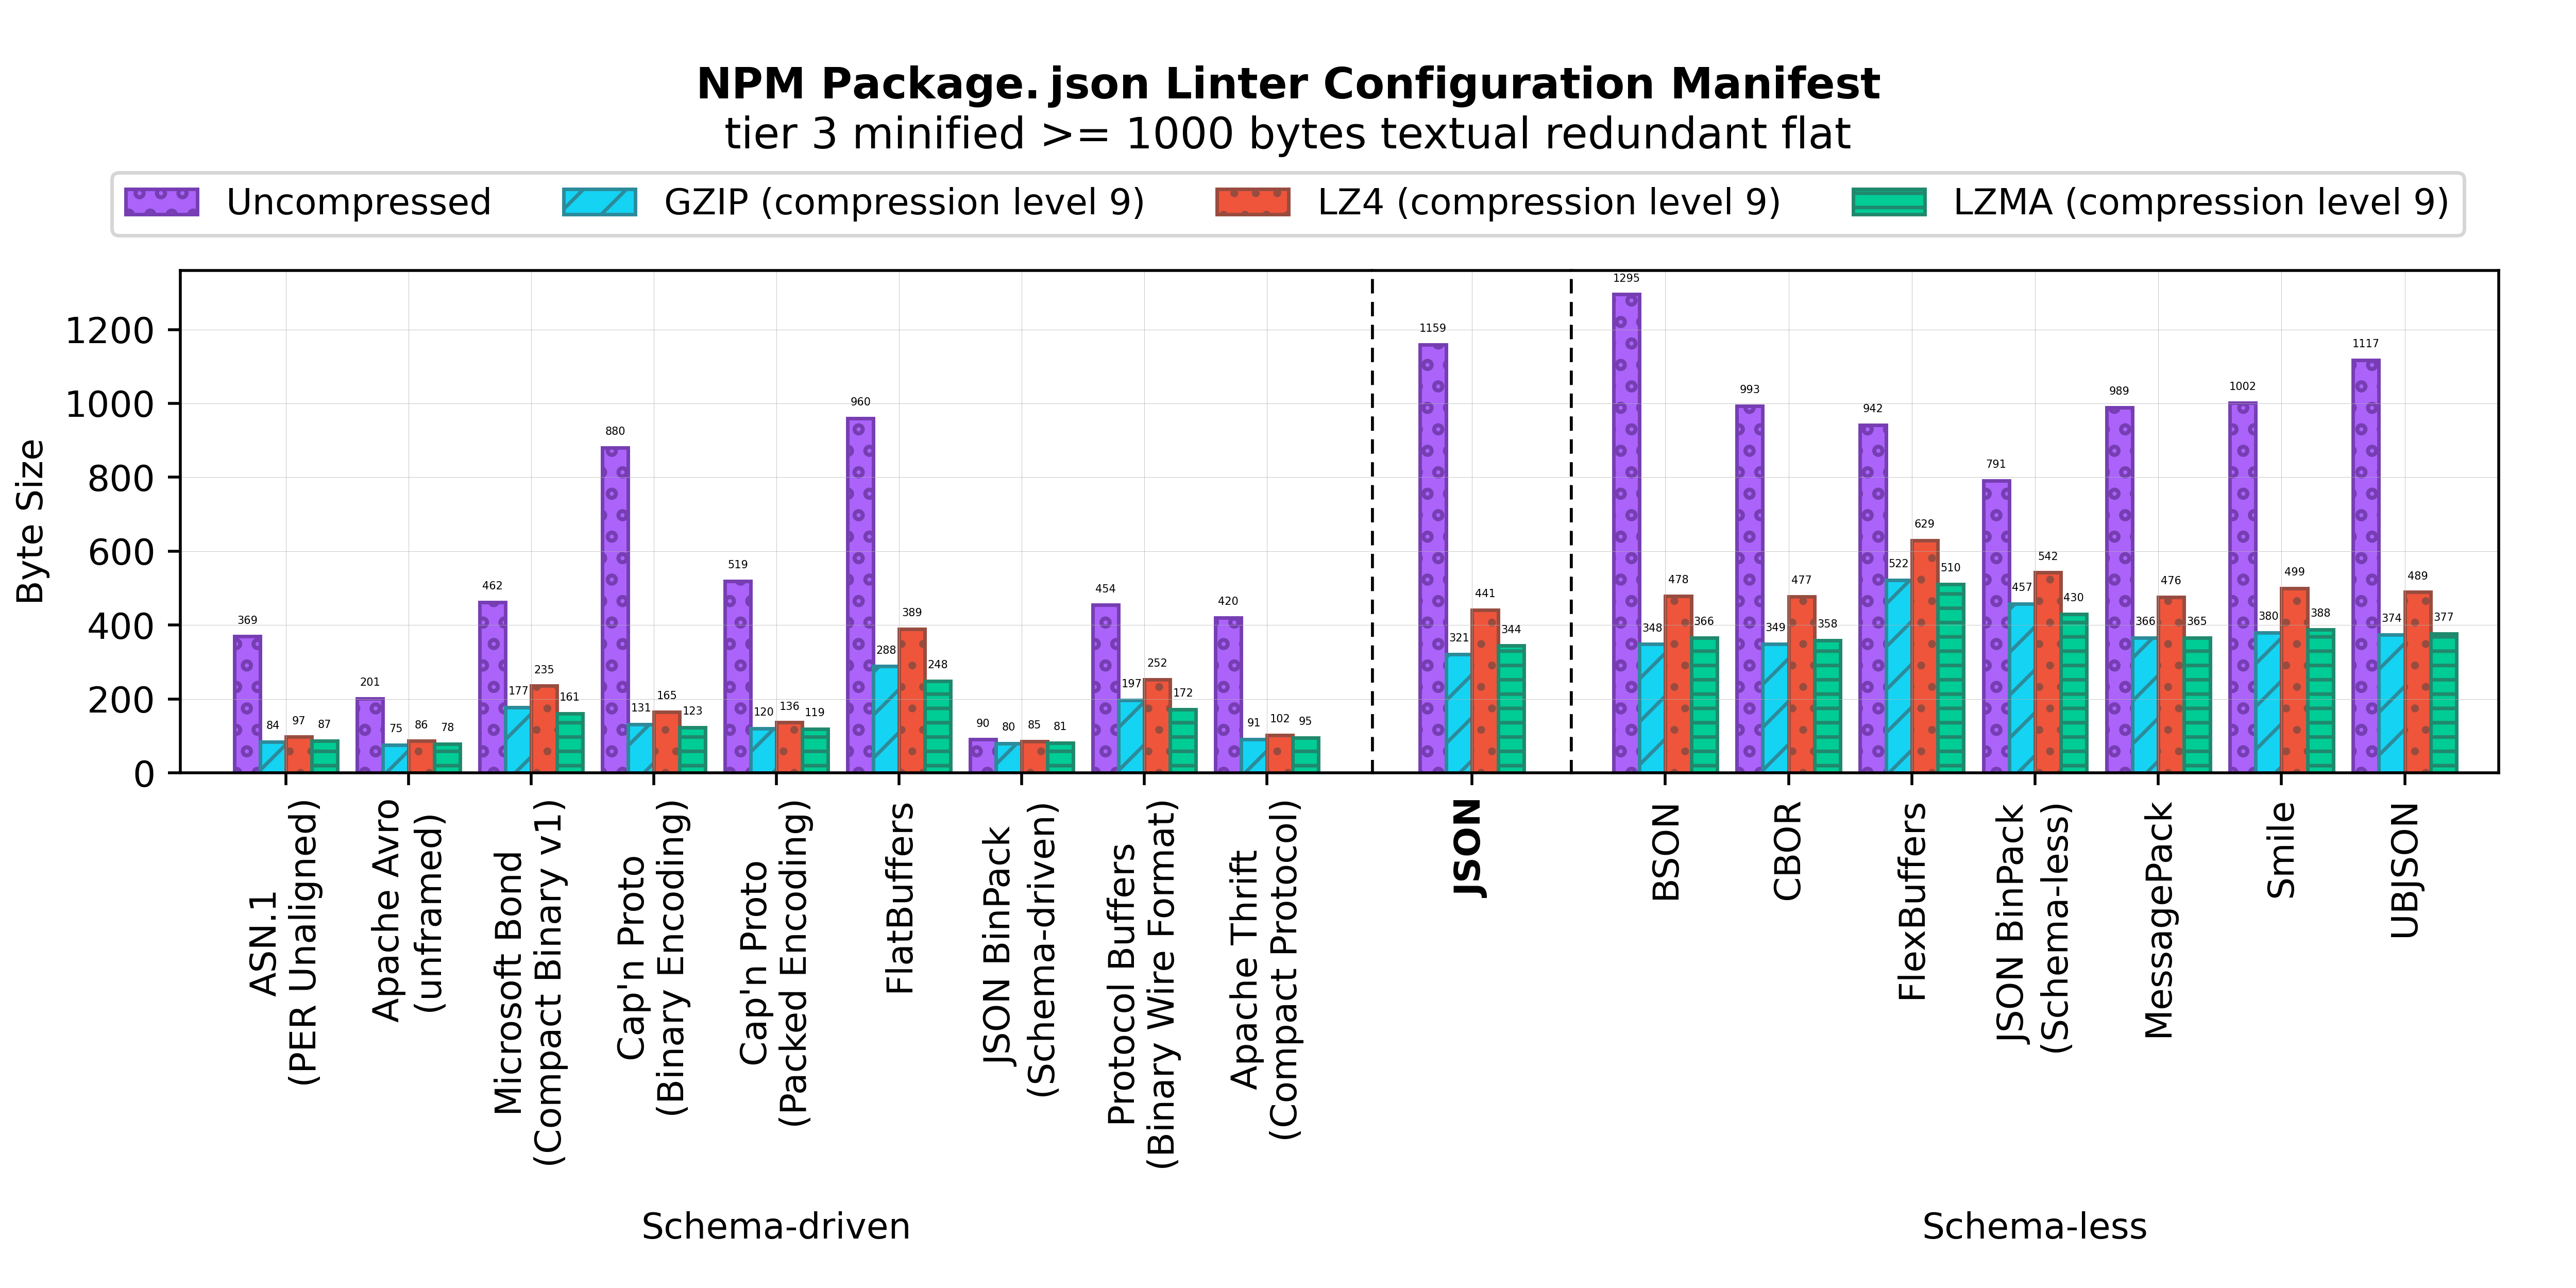 NPM Package.json Linter Configuration Manifest
tier 3 minified >= 1000 bytes textual redundant flat
Uncompressed
GZIP (compression level 9)
LZ4 (compression level 9)
LZMA (compression level 9)
Byte Size
1200
1000
800
600
400
200
0
369
84
97
87
201
75
86
78
462
177
235
161
880
131
165
123
519
120
136
119
960
288
389
248
90
80
85
81
454
197
252
172
420
91
102
95
1159
321
441
344
1295
348
478
366
993
349
477
358
942
522
629
510
791
457
542
430
989
366
476
365
1002
380
499
388
1117
374
489
377
ASN.1
(PER Unaligned)
Apache Avro
(unframed)
Microsoft Bond
(Compact Binary v1)
Cap'n Proto
(Binary Encoding)
Cap'n Proto
(Packed Encoding)
FlatBuffers
JSON BinPack
(Schema-driven)
Protocol Buffers
(Binary Wire Format)
Apache Thrift
(Compact Protocol)
JSON
BSON
CBOR
FlexBuffers
JSON BinPack
(Schema-less)
MessagePack
Smile
UBJSON
Schema-driven
Schema-less